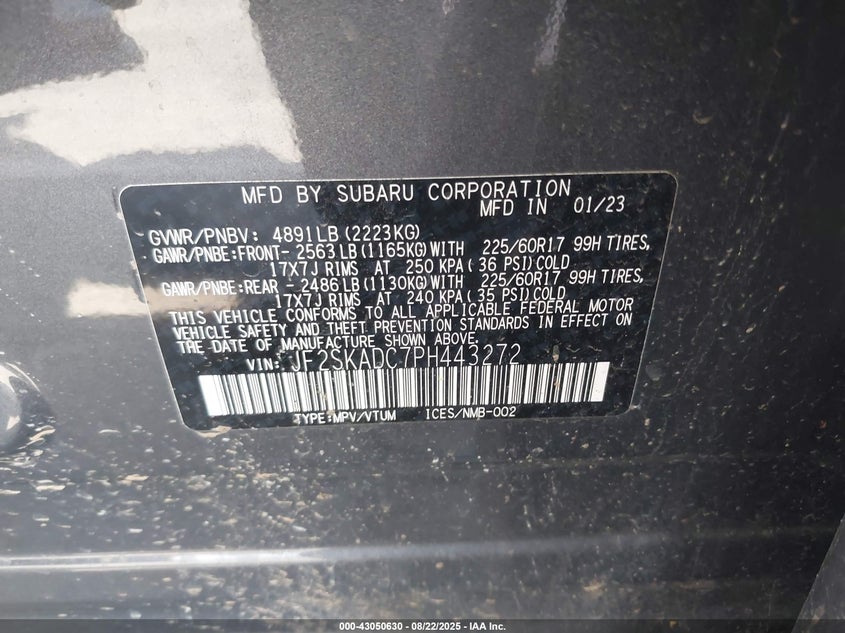 MFD BY SUBARU CORPORATION
MFD IN 01/23
GVWR/PNBV: 4891LB(2223KG)
GAWR/PNBE:FRONT- 2563LB(1165KG)WITH 225/60R17 99H TIRES,
17X7J RIMS AT 250 KPA(36 PSI)COLD
GAWR/PNBE:REAR -2486LB(1130KG)WITH 225/60R17 99H TIRES,
17X7J RIMS AT 240 KPA(35 PSI)COLD
THIS VEHICLE CONFORMS TO ALL APPLICABLE FEDERAL MOTOR
VEHICLE SAFETY AND THEFT PREVENTION STANDARDS IN EFFECT ON
THE DATE OF MANUFACTURE SHOWN ABOVE.
VIN: JF2SKADC7PH443272
TYPE:MPV/VTUM ICES/NMB-002
000-43050630 - 08/22/2025 - IAA Inc.